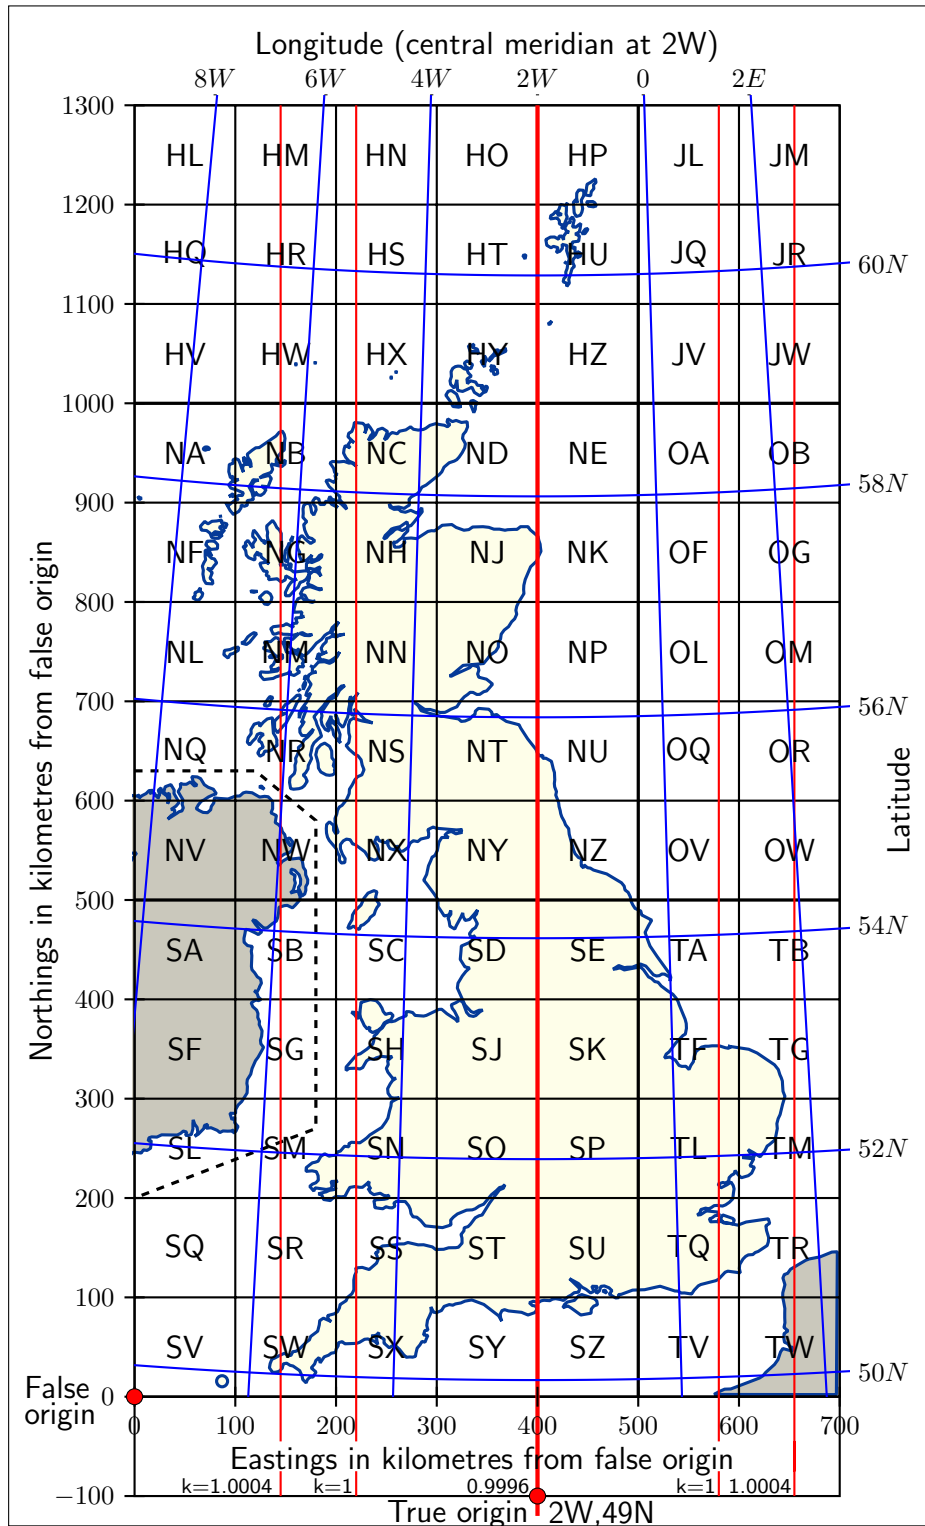 Longitude (central meridian at 2W)
8W 6W 4W 2W 0 2E
1300
HL HM HN HO HP JL JM
1200
HQ HR HS HT HU JQ JR
60N
1100
HV HW HX HY HZ JV JW
1000
NA NB NC ND NE OA OB
58N
900
NF NG NH NJ NK OF OG
800
NL NM NN NO NP OL OM
700
56N
NQ NR NS NT NU OQ OR
600
NV NW NX NY NZ OV OW
500
54N
SA SB SC SD SE TA TB
400
SF SG SH SJ SK TF TG
300
SL SM SN SO SP TL TM
52N
200
SQ SR SS ST SU TQ TR
100
SV SW SX SY SZ TV TW
50N
0
Northings in kilometres from false origin
Latitude
False
origin
0 100 200 300 400 500 600 700
Eastings in kilometres from false origin
k=1.0004 k=1 0.9996 k=1 1.0004
−100
True origin 2W,49N